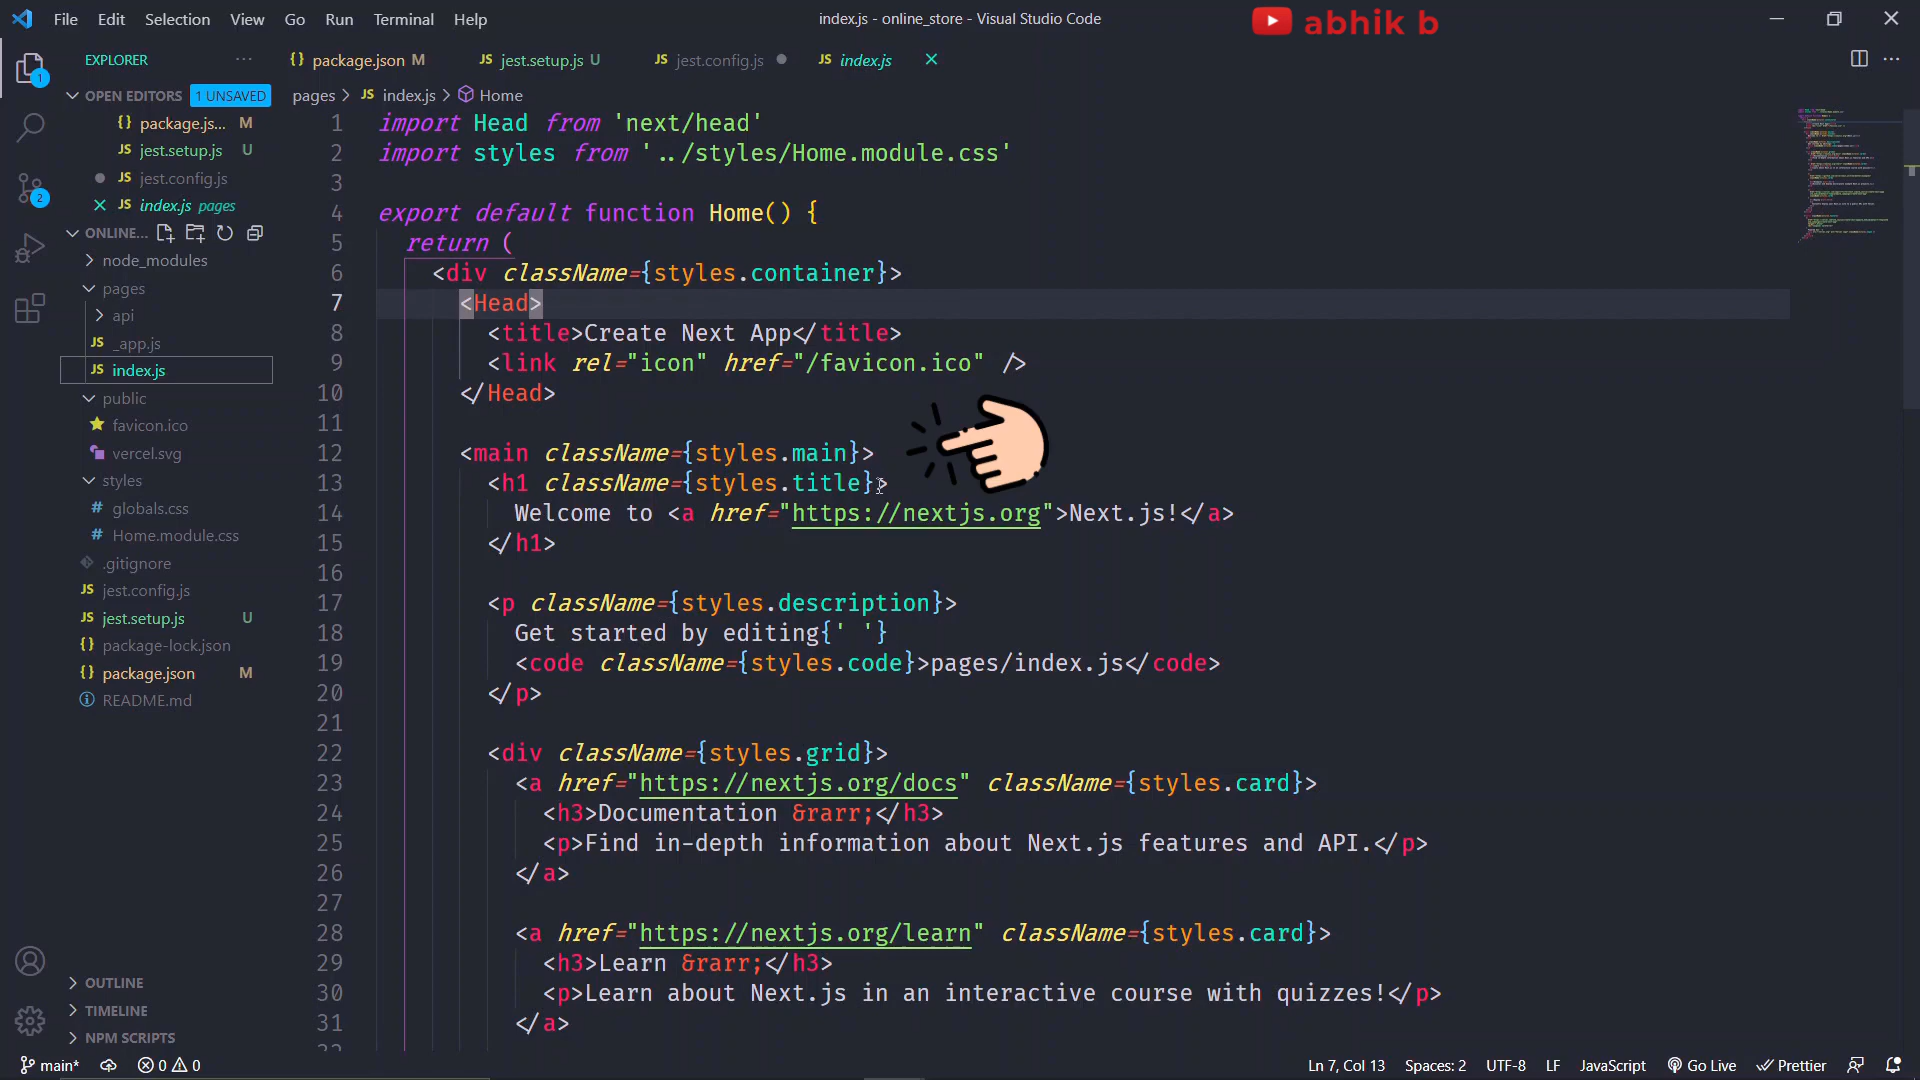 File Edit Selection View Go Run Terminal Help
index.js - online_store - Visual Studio Code
abhik b
EXPLORER
package.json M
jest.setup.js U
jest.config.js
index.js
OPEN EDITORS 1 UNSAVED
package.js... M
jest.setup.js U
jest.config.js
index.js pages
ONLINE...
node_modules
pages
api
_app.js
index.js
public
favicon.ico
vercel.svg
styles
globals.css
Home.module.css
.gitignore
jest.config.js
jest.setup.js U
package-lock.json
package.json M
README.md
OUTLINE
TIMELINE
NPM SCRIPTS
pages > index.js > Home
1 import Head from 'next/head'
2 import styles from '../styles/Home.module.css'
3
4 export default function Home() {
5 return (
6 <div className={styles.container}>
7 <Head>
8 <title>Create Next App</title>
9 <link rel="icon" href="/favicon.ico" />
10 </Head>
11
12 <main className={styles.main}>
13 <h1 className={styles.title}>
14 Welcome to <a href="https://nextjs.org">Next.js!</a>
15 </h1>
16
17 <p className={styles.description}>
18 Get started by editing{' '}
19 <code className={styles.code}>pages/index.js</code>
20 </p>
21
22 <div className={styles.grid}>
23 <a href="https://nextjs.org/docs" className={styles.card}>
24 <h3>Documentation &rarr;</h3>
25 <p>Find in-depth information about Next.js features and API.</p>
26 </a>
27
28 <a href="https://nextjs.org/learn" className={styles.card}>
29 <h3>Learn &rarr;</h3>
30 <p>Learn about Next.js in an interactive course with quizzes!</p>
31 </a>
main* 0 0
Ln 7, Col 13 Spaces: 2 UTF-8 LF JavaScript Go Live Prettier